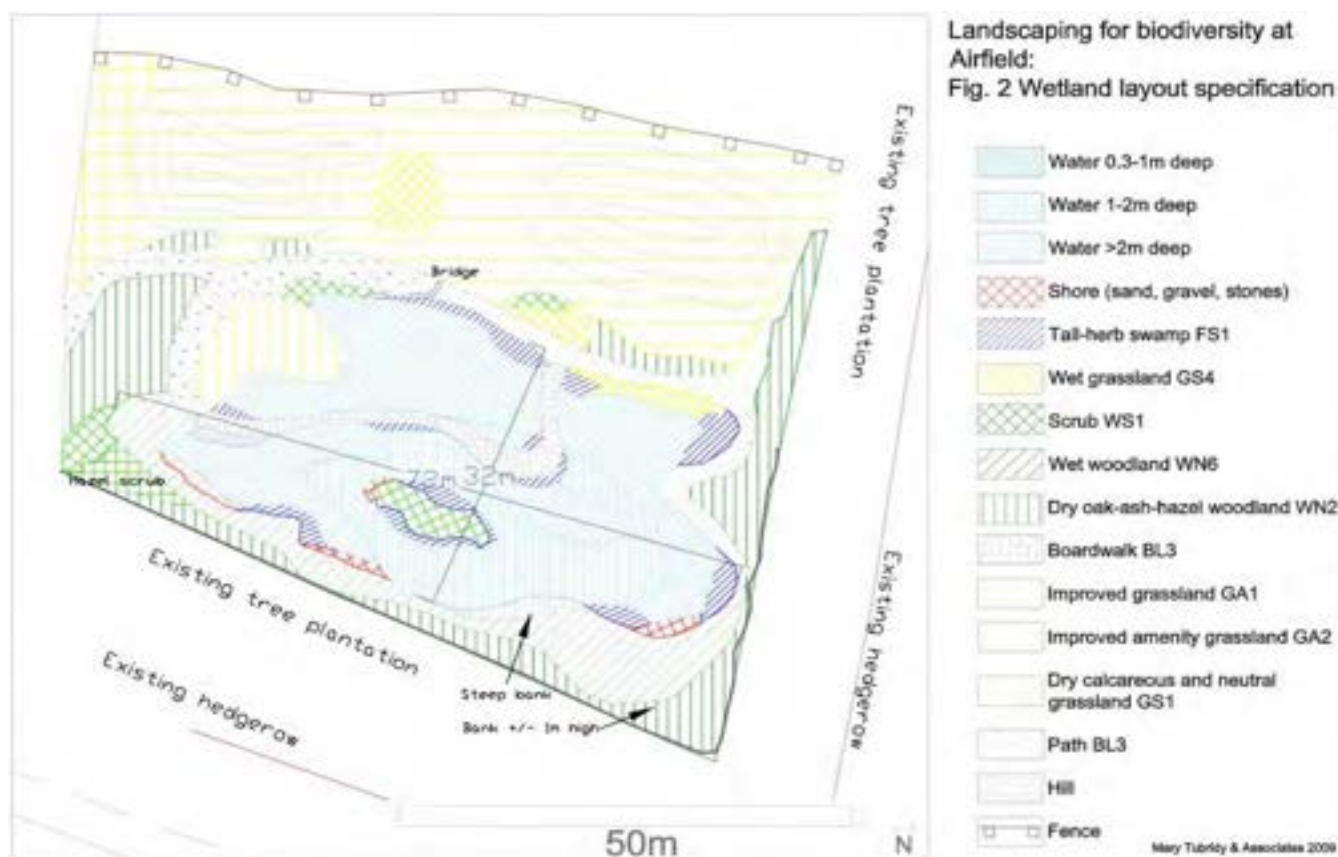 Landscaping for biodiversity at
Airfield:
Fig. 2 Wetland layout specification
Existing tree plantation
Bridge
72m 32m
Hazel scrub
Existing tree plantation
Existing hedgerow
Existing hedgerow
Steep bank
Bank +/- 1m high
50m
N
Water 0.3-1m deep
Water 1-2m deep
Water >2m deep
Shore (sand, gravel, stones)
Tall-herb swamp FS1
Wet grassland GS4
Scrub WS1
Wet woodland WN6
Dry oak-ash-hazel woodland WN2
Boardwalk BL3
Improved grassland GA1
Improved amenity grassland GA2
Dry calcareous and neutral
grassland GS1
Path BL3
Hill
Fence
Mary Tubridy & Associates 2009